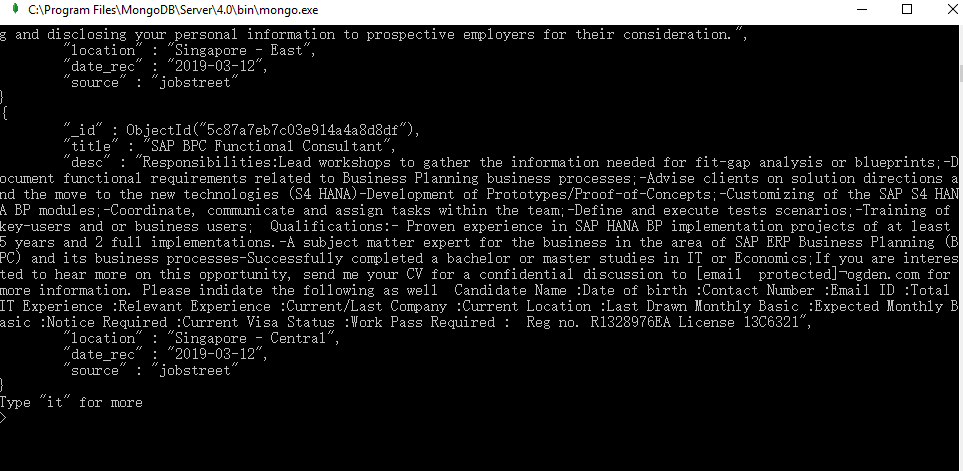 C:\Program Files\MongoDB\Server\4.0\bin\mongo.exe
g and disclosing your personal information to prospective employers for their consideration.",
"location" : "Singapore - East",
"date_rec" : "2019-03-12",
"source" : "jobstreet"
}
{
"_id" : ObjectId("5c87a7eb7c03e914a4a8d8df"),
"title" : "SAP BPC Functional Consultant",
"desc" : "Responsibilities:Lead workshops to gather the information needed for fit-gap analysis or blueprints;-D
ocument functional requirements related to Business Planning business processes;-Advise clients on solution directions a
nd the move to the new technologies (S4 HANA)-Development of Prototypes/Proof-of-Concepts;-Customizing of the SAP S4 HAN
A BP modules;-Coordinate, communicate and assign tasks within the team;-Define and execute tests scenarios;-Training of
key-users and or business users;  Qualifications:- Proven experience in SAP HANA BP implementation projects of at least
5 years and 2 full implementations.-A subject matter expert for the business in the area of SAP ERP Business Planning (B
PC) and its business processes-Successfully completed a bachelor or master studies in IT or Economics;If you are interes
ted to hear more on this opportunity, send me your CV for a confidential discussion to [email  protected]¬ogden.com for
more information. Please indidate the following as well  Candidate Name :Date of birth :Contact Number :Email ID :Total
IT Experience :Relevant Experience :Current/Last Company :Current Location :Last Drawn Monthly Basic :Expected Monthly B
asic :Notice Required :Current Visa Status :Work Pass Required :  Reg no. R1328976EA License 13C6321",
"location" : "Singapore - Central",
"date_rec" : "2019-03-12",
"source" : "jobstreet"
}
Type "it" for more
>